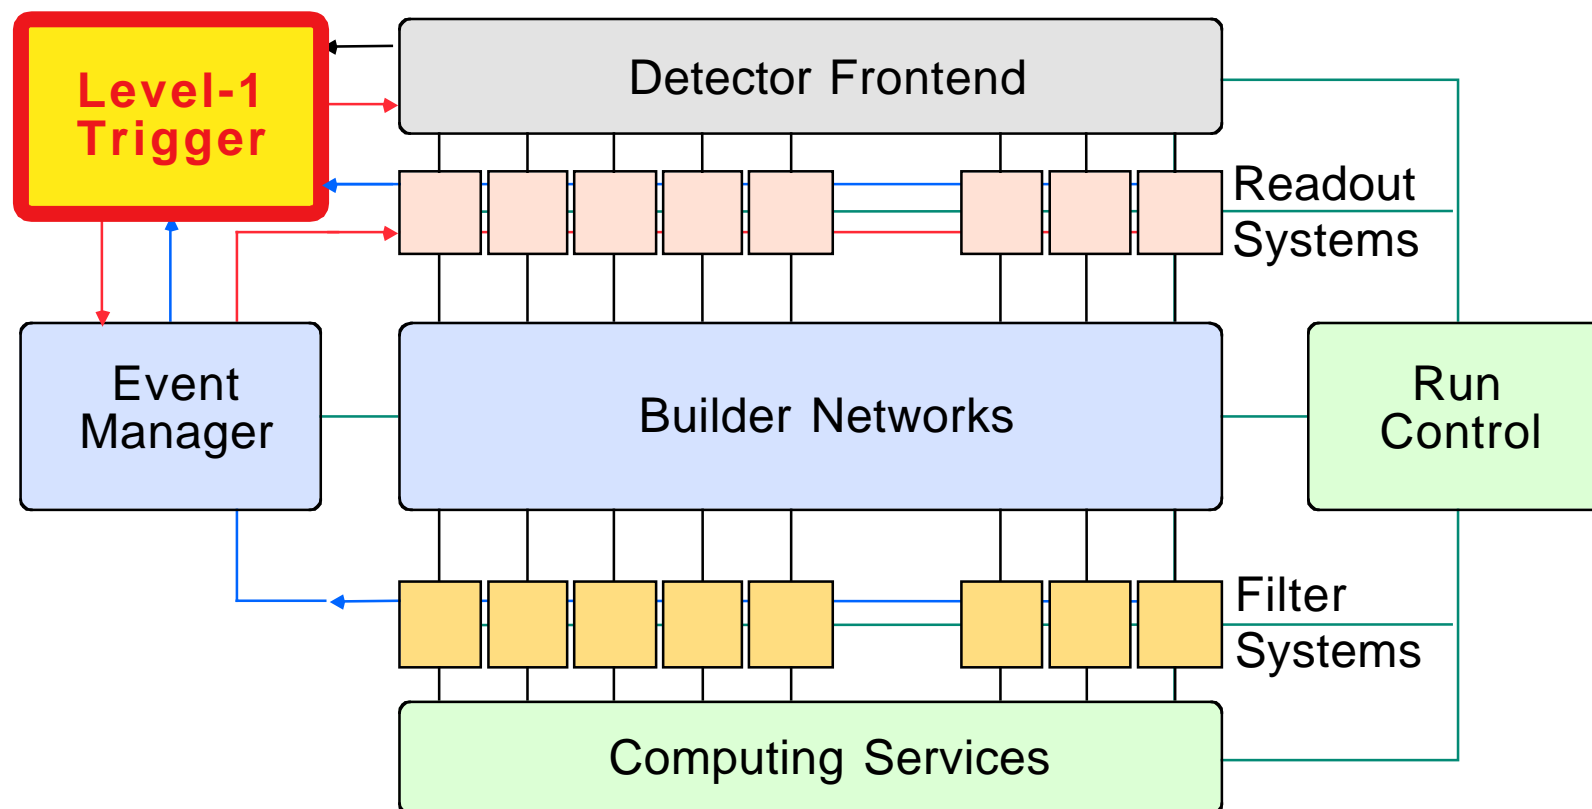 Level-1
Trigger
Detector Frontend
Readout
Systems
Event
Manager
Builder Networks
Run
Control
Filter
Systems
Computing Services